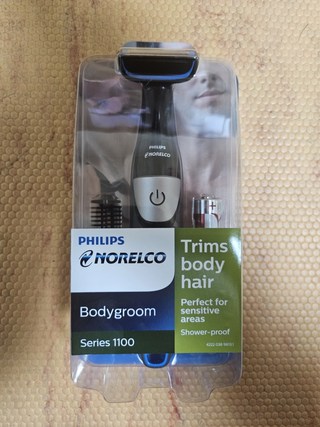 PHILIPS
NORELCO
+
PHILIPS
NORELCO
Bodygroom
Series 1100
Trims
body
hair
Perfect for
sensitive
areas
Shower-proof